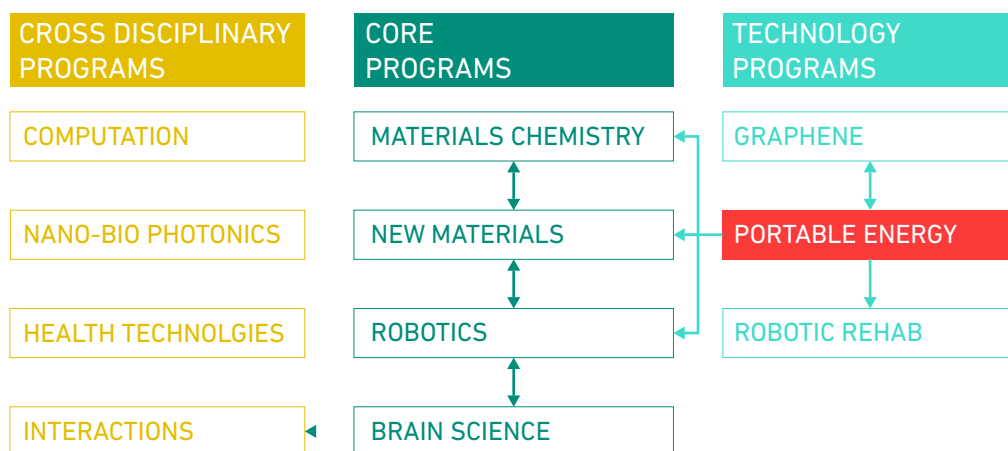 CROSS DISCIPLINARY
PROGRAMS
CORE
PROGRAMS
TECHNOLOGY
PROGRAMS
COMPUTATION
MATERIALS CHEMISTRY
GRAPHENE
NANO-BIO PHOTONICS
NEW MATERIALS
PORTABLE ENERGY
HEALTH TECHNOLGIES
ROBOTICS
ROBOTIC REHAB
INTERACTIONS
BRAIN SCIENCE